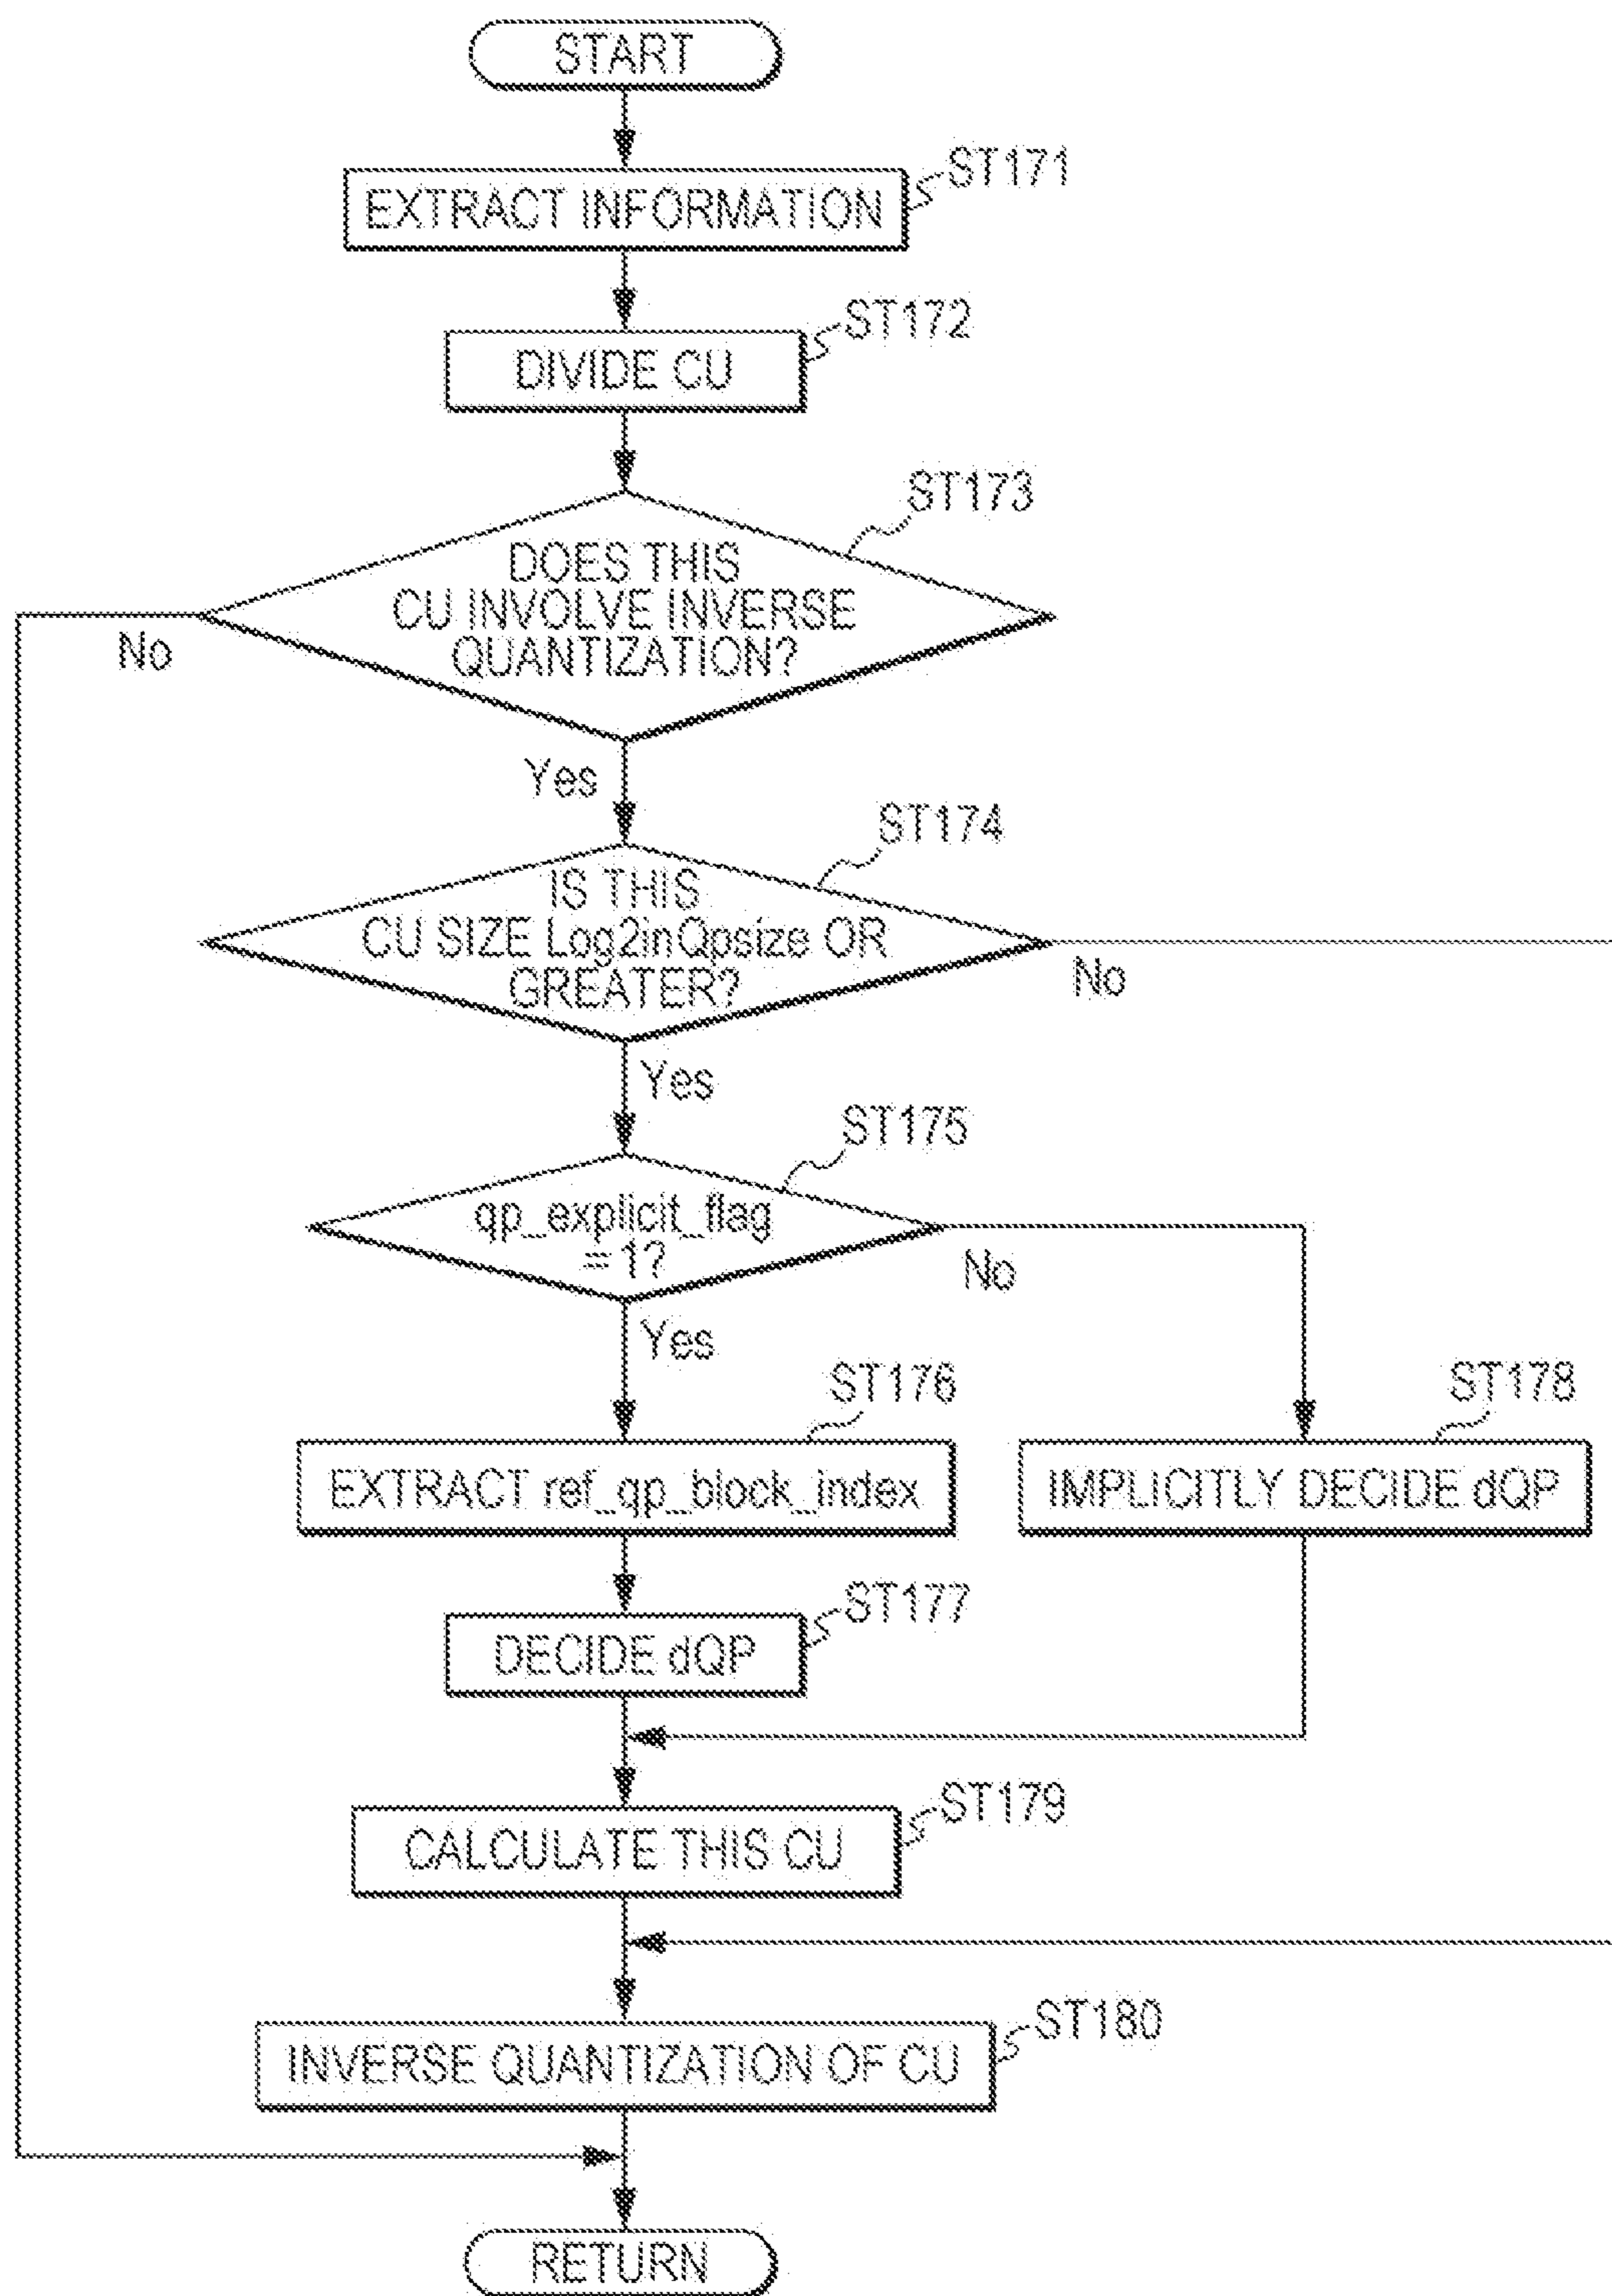 START
ST171
EXTRACT INFORMATION
ST172
DIVIDE CU
ST173
DOES THIS
CU INVOLVE INVERSE
QUANTIZATION?
No
Yes
ST174
IS THIS
CU SIZE Log2inQpsize OR
GREATER?
No
Yes
ST175
qp_explicit_flag
=1?
No
Yes
ST176
ST178
EXTRACT ref_qp_block_index
IMPLICITLY DECIDE dQP
ST177
DECIDE dQP
ST179
CALCULATE THIS CU
ST180
INVERSE QUANTIZATION OF CU
RETURN